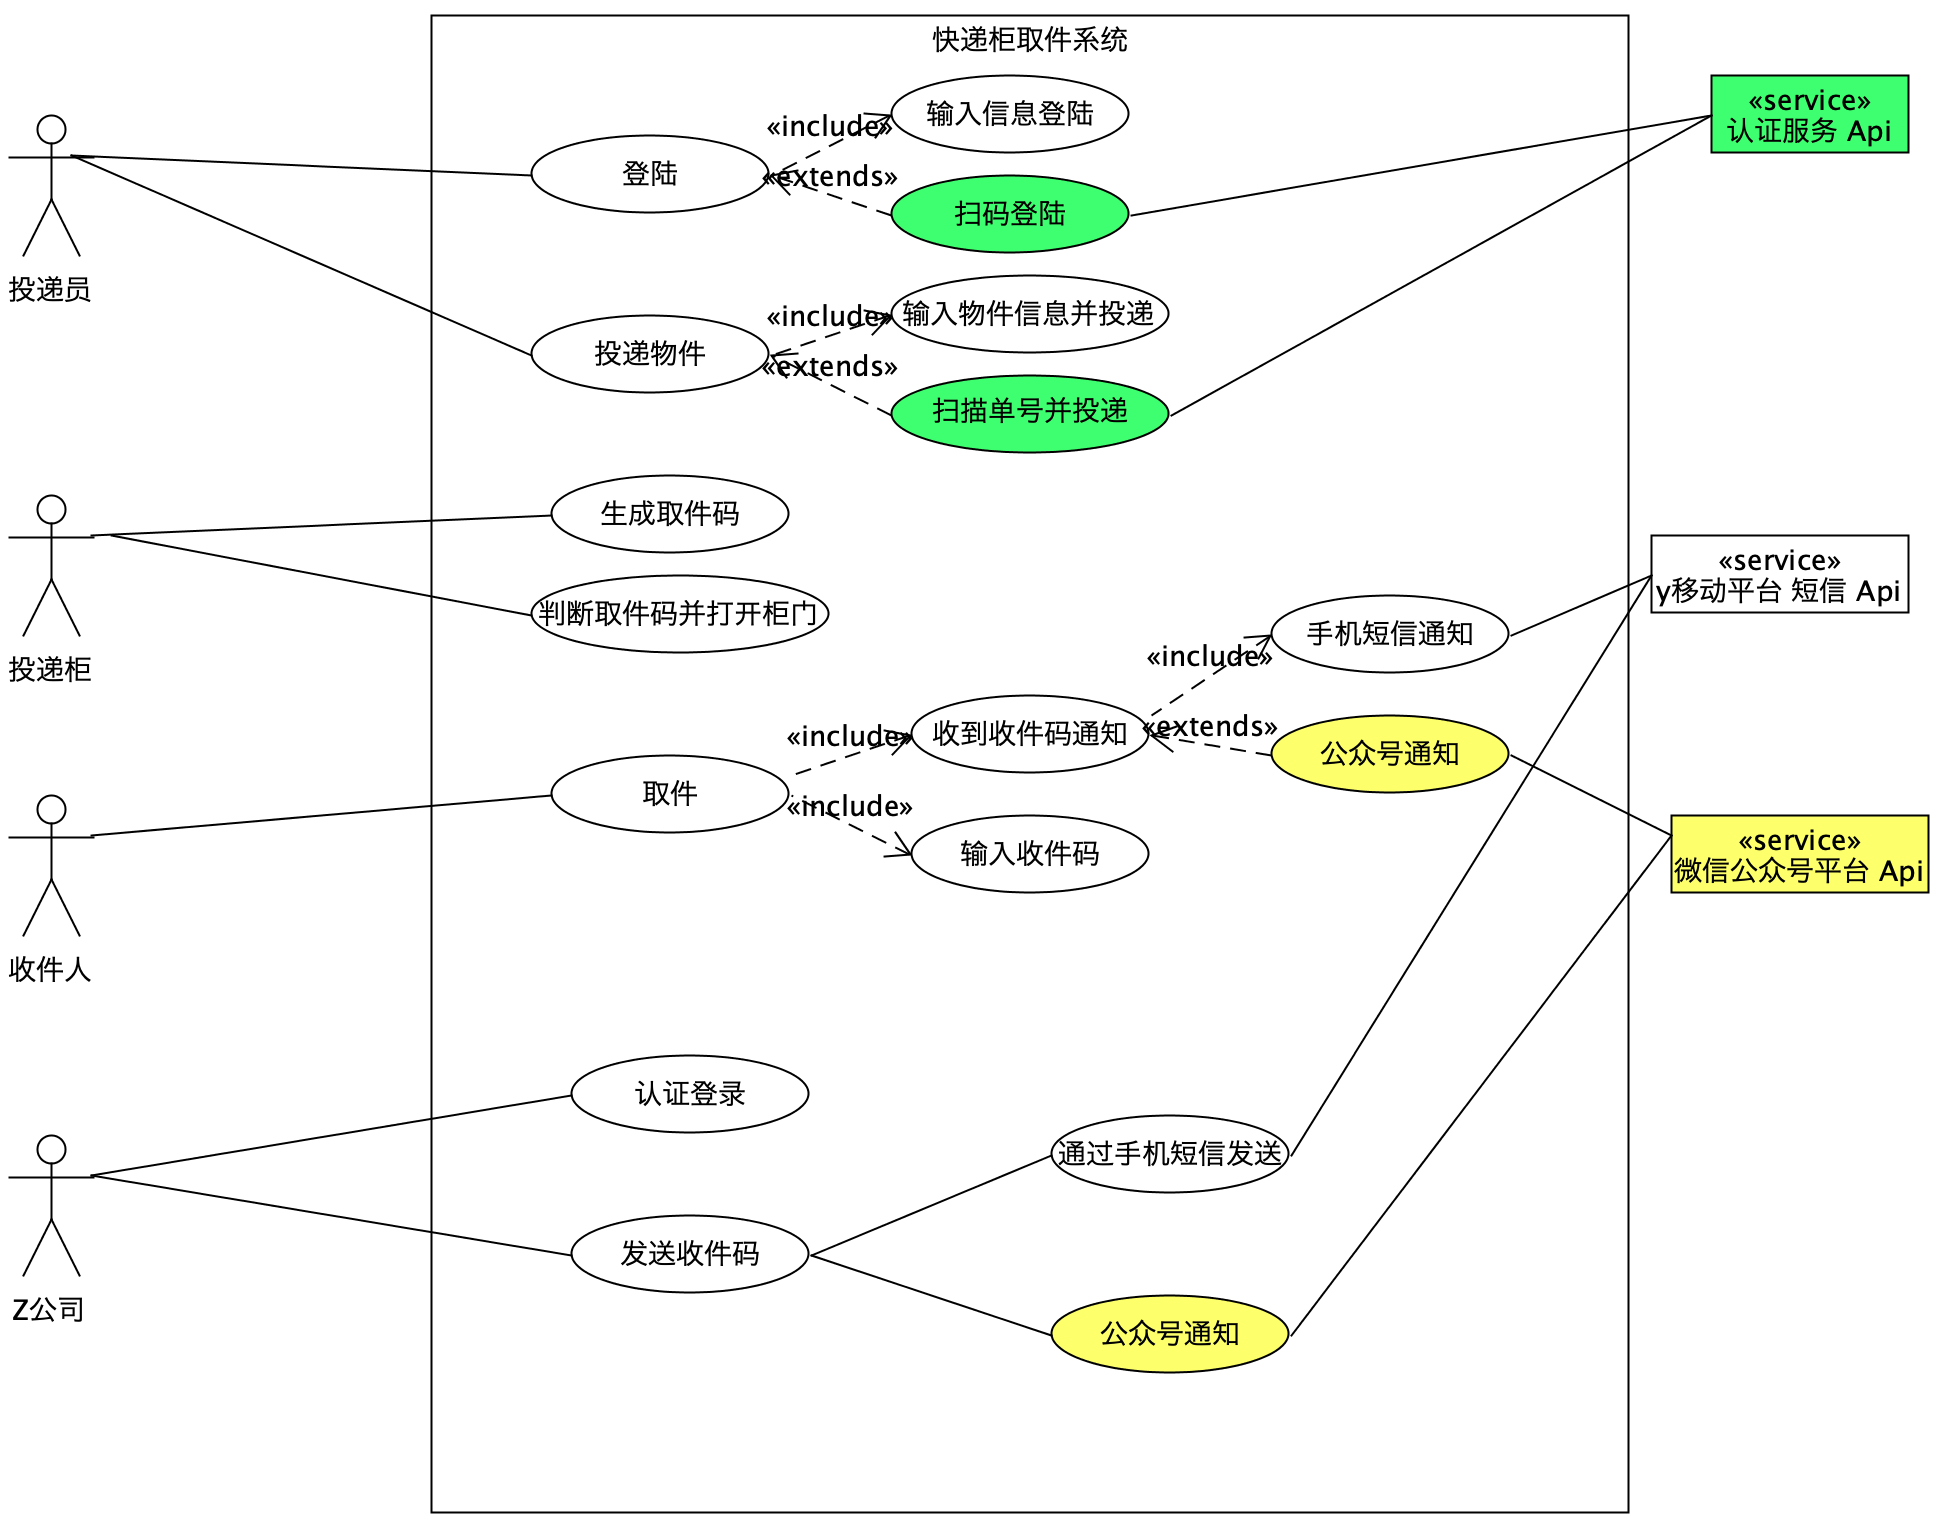 快递柜取件系统
«service»
认证服务 Api
«include»
输入信息登陆
登陆
«extends»
扫码登陆
投递员
«include»
输入物件信息并投递
投递物件
«extends»
扫描单号并投递
生成取件码
«service»
y移动平台 短信 Api
判断取件码并打开柜门
手机短信通知
«include»
投递柜
«include»
收到收件码通知
«extends»
公众号通知
取件
«include»
输入收件码
«service»
微信公众号平台 Api
收件人
认证登录
通过手机短信发送
发送收件码
Z公司
公众号通知